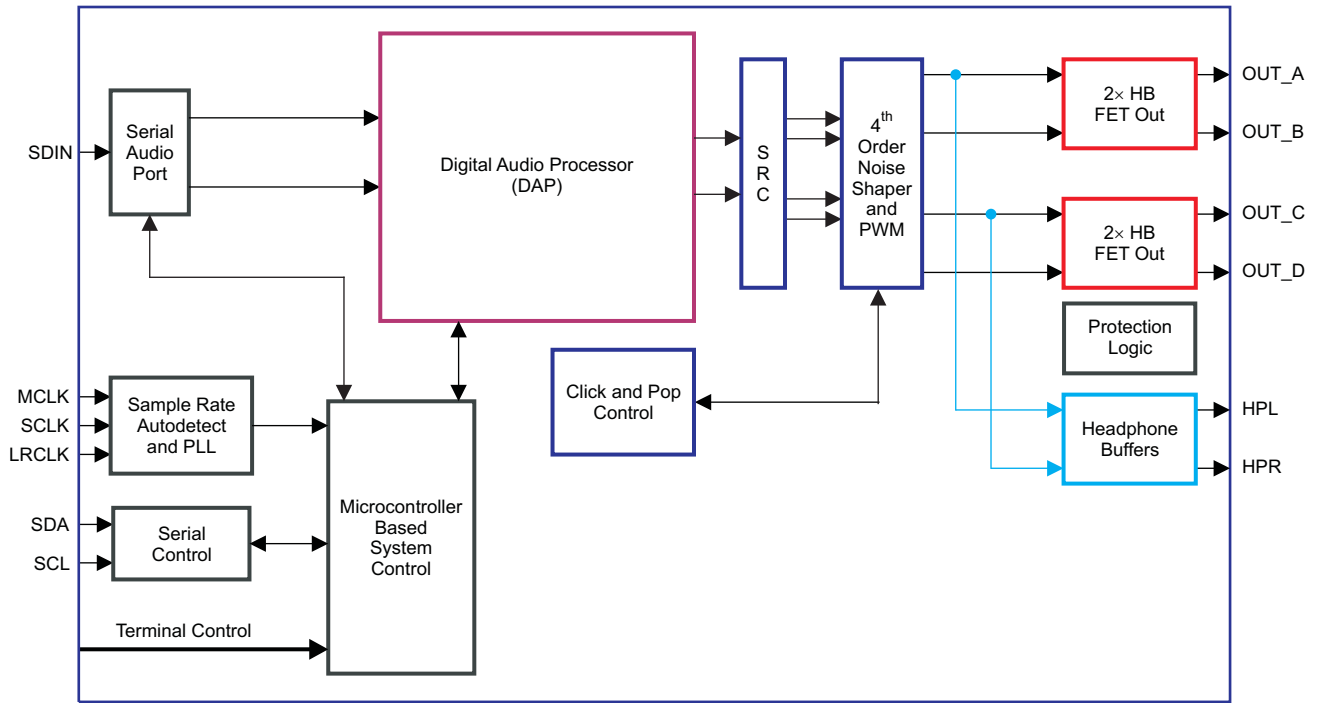 SDIN
Serial
Audio
Port
Digital Audio Processor
(DAP)
S
R
C
4th
Order
Noise
Shaper
and
PWM
2× HB
FET Out
OUT_A
OUT_B
2× HB
FET Out
OUT_C
OUT_D
Protection
Logic
Click and Pop
Control
Headphone
Buffers
HPL
HPR
MCLK
SCLK
LRCLK
Sample Rate
Autodetect
and PLL
SDA
SCL
Serial
Control
Microcontroller
Based
System
Control
Terminal Control